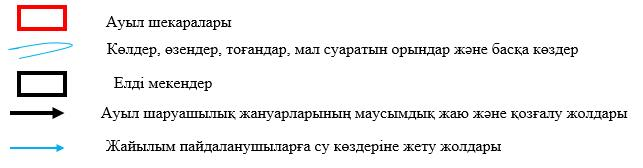 Ауыл шекаралары
Көлдер, өзендер, тоғандар, мал суаратын орындар және басқа көздер
Елді мекендер
Ауыл шаруашылық жануарларының маусымдық жаю және қозғалу жолдары
Жайылым пайдаланушыларға су көздеріне жету жолдары